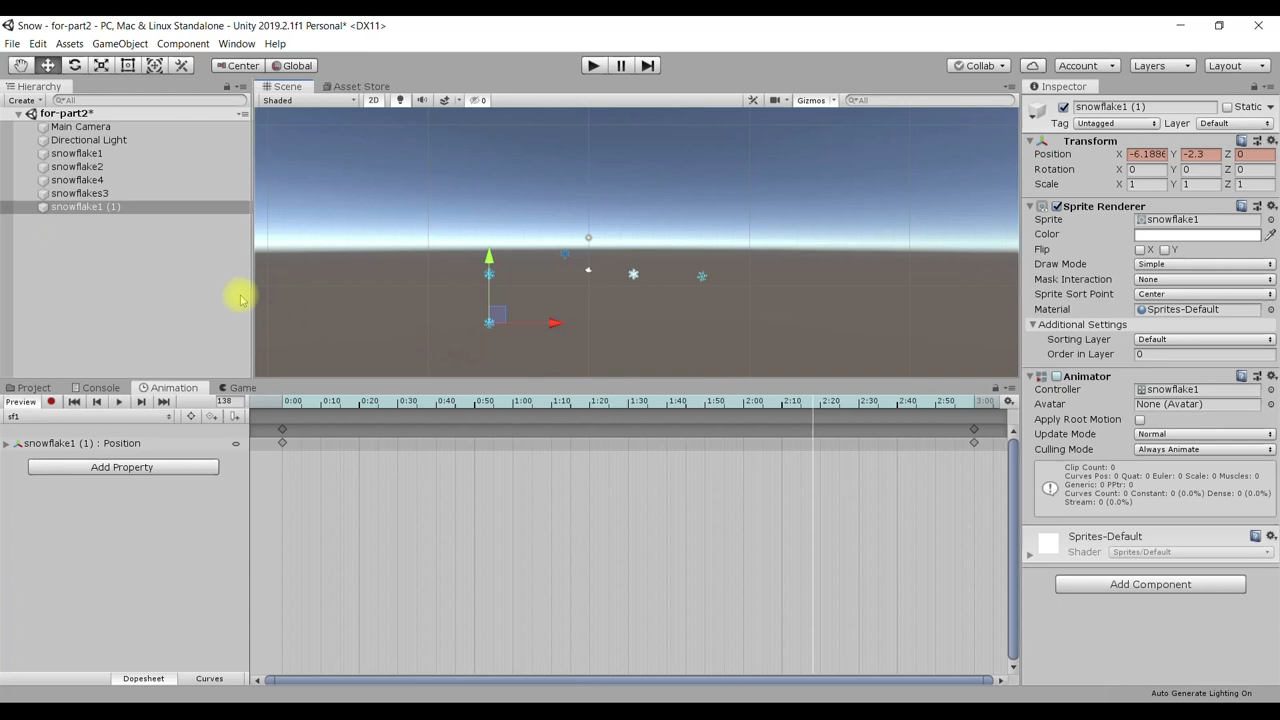 Snow - for-part2 - PC, Mac & Linux Standalone - Unity 2019.2.1f1 Personal* <DX11>
File Edit Assets GameObject Component Window Help
Center Global Collab Account Layers Layout
Hierarchy Scene Asset Store Inspector
Create All Shaded 2D 0 Gizmos All snowflake1 (1) Static
for-part2* Tag Untagged Layer Default
Main Camera
Directional Light
snowflake1
snowflake2
snowflake4
snowflakes3
snowflake1 (1)
Transform
Position X -6.1886 Y -2.3 Z 0
Rotation X 0 Y 0 Z 0
Scale X 1 Y 1 Z 1
Sprite Renderer
Sprite snowflake1
Color
Flip X Y
Draw Mode Simple
Mask Interaction None
Sprite Sort Point Center
Material Sprites-Default
Additional Settings
Sorting Layer Default
Order in Layer 0
Animator
Controller snowflake1
Avatar None (Avatar)
Apply Root Motion
Update Mode Normal
Culling Mode Always Animate
Clip Count: 0
Curves Pos: 0 Quat: 0 Euler: 0 Scale: 0 Muscles: 0
Generic: 0 PPtr: 0
Curves Count: 0 Constant: 0 (0.0%) Dense: 0 (0.0%)
Stream: 0 (0.0%)
Sprites-Default
Shader Sprites/Default
Add Component
Project Console Animation Game
Preview 138 0:00 0:10 0:20 0:30 0:40 0:50 1:00 1:10 1:20 1:30 1:40 1:50 2:00 2:10 2:20 2:30 2:40 2:50 3:00
sf1
snowflake1 (1) : Position
Add Property
Dopesheet Curves
Auto Generate Lighting On